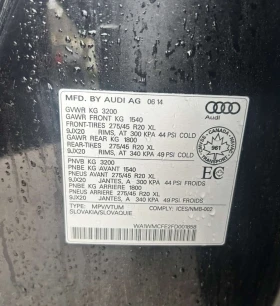 MFD. BY AUDI AG 06 14
GVWR KG 3200
GAWR FRONT KG 1540
FRONT-TIRES 275/45 R20 XL
9JX20 RIMS, AT 300 KPA 44 PSI COLD
GAWR REAR KG 1800
REAR-TIRES 275/45 R20 XL
9JX20 RIMS, AT 340 KPA 49 PSI COLD
PNVB KG 3200
PNBE KG AVANT 1540
PNEUS AVANT 275/45 R20 XL
9JX20 JANTES, A 300 KPA 44 PSI FROIDS
PNBE KG ARRIERE 1800
PNEUS ARRIERE 275/45 R20 XL
9JX20 JANTES, A 340 KPA 49 PSI FROIDS
TYPE: MPV/VTUM COMPLY: ICES/NMB-002
SLOVAKIA/SLOVAQUIE
Audi
CANADA
961
EC